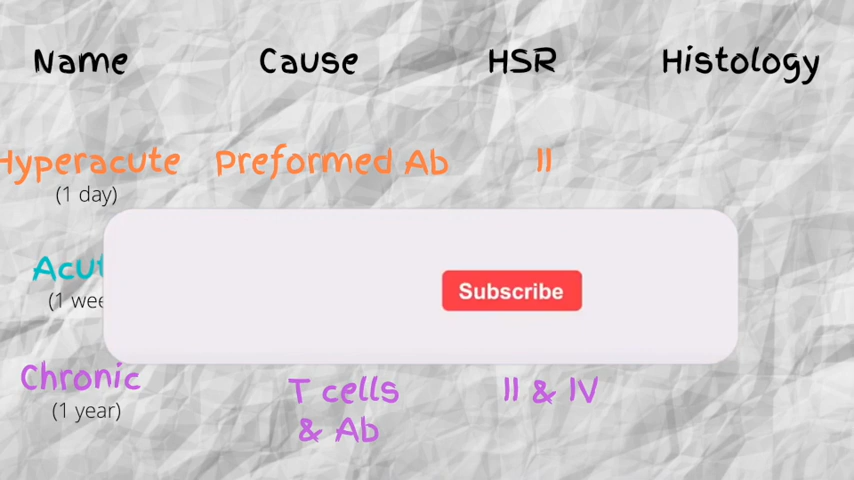 Name Cause HSR Histology
Hyperacute Preformed Ab II
(1 day)
Subscribe
Chronic
(1 year)
T cells II & IV
& Ab